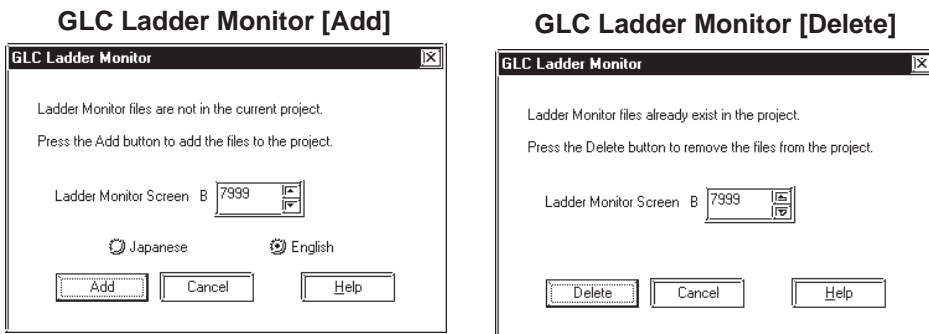 GLC Ladder Monitor [Add]
GLC Ladder Monitor
Ladder Monitor files are not in the current project.
Press the Add button to add the files to the project.
Ladder Monitor Screen B 7999
Japanese English
Add Cancel Help
GLC Ladder Monitor [Delete]
GLC Ladder Monitor
Ladder Monitor files already exist in the project.
Press the Delete button to remove the files from the project.
Ladder Monitor Screen B 7999
Delete Cancel Help